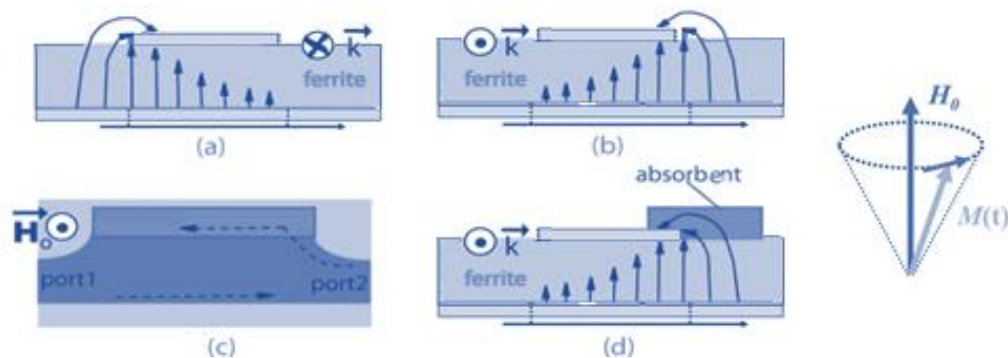 k
ferrite
(a)
k
ferrite
(b)
H₀
M(t)
H₀
port1
port2
(c)
absorbent
k
ferrite
(d)